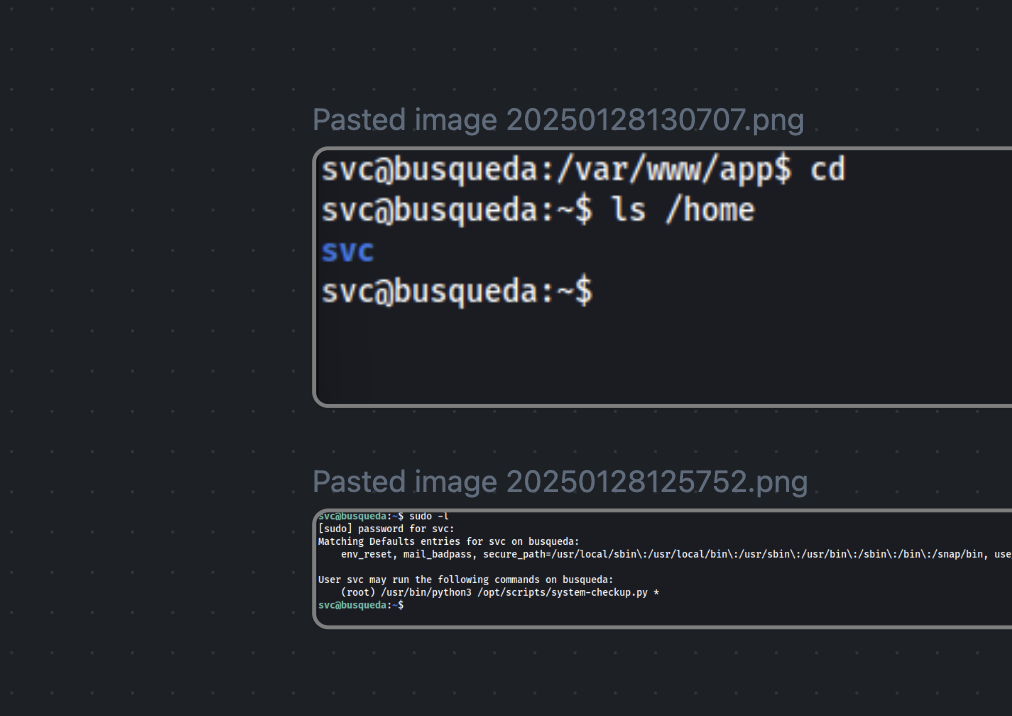 Pasted image 20250128130707.png
svc@busqueda:/var/www/app$ cd
svc@busqueda:~$ ls /home
svc
svc@busqueda:~$
Pasted image 20250128125752.png
svc@busqueda:~$ sudo -l
[sudo] password for svc:
Matching Defaults entries for svc on busqueda:
env_reset, mail_badpass, secure_path=/usr/local/sbin\:/usr/local/bin\:/usr/sbin\:/usr/bin\:/sbin\:/bin\:/snap/bin, use
User svc may run the following commands on busqueda:
(root) /usr/bin/python3 /opt/scripts/system-checkup.py *
svc@busqueda:~$